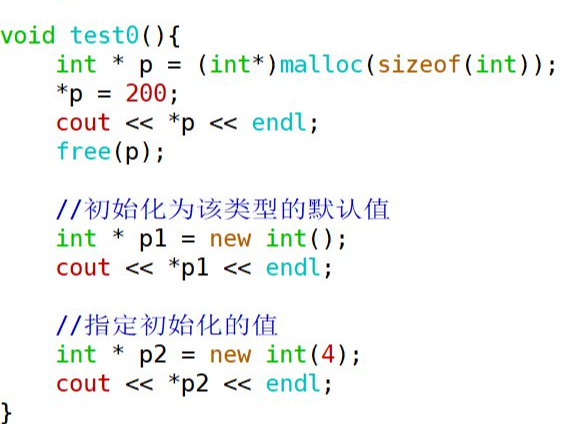 void test0(){
    int * p = (int*)malloc(sizeof(int));
    *p = 200;
    cout << *p << endl;
    free(p);
    //初始化为该类型的默认值
    int * p1 = new int();
    cout << *p1 << endl;
    //指定初始化的值
    int * p2 = new int(4);
    cout << *p2 << endl;
}